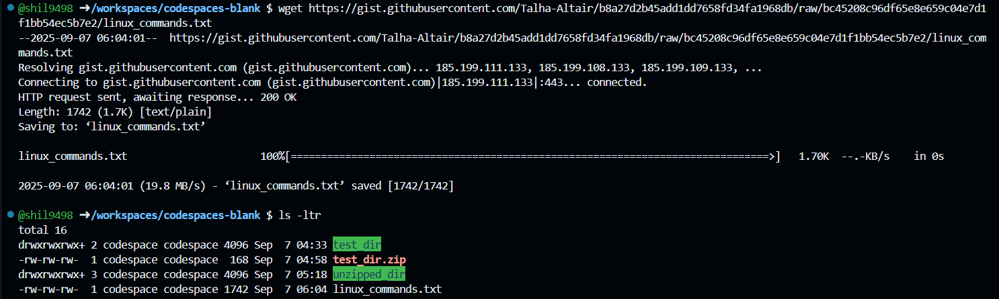 @shil9498 ➜/workspaces/codespaces-blank $ wget https://gist.githubusercontent.com/Talha-Altair/b8a27d2b45add1dd7658fd34fa1968db/raw/bc45208c96df65e8e659c04e7d1
f1bb54ec5b7e2/linux_commands.txt
--2025-09-07 06:04:01--  https://gist.githubusercontent.com/Talha-Altair/b8a27d2b45add1dd7658fd34fa1968db/raw/bc45208c96df65e8e659c04e7d1f1bb54ec5b7e2/linux_com
mands.txt
Resolving gist.githubusercontent.com (gist.githubusercontent.com)... 185.199.111.133, 185.199.108.133, 185.199.109.133, ...
Connecting to gist.githubusercontent.com (gist.githubusercontent.com)|185.199.111.133|:443... connected.
HTTP request sent, awaiting response... 200 OK
Length: 1742 (1.7K) [text/plain]
Saving to: ‘linux_commands.txt’
linux_commands.txt                      100%[===============================================================================>]   1.70K  --.-KB/s    in 0s
2025-09-07 06:04:01 (19.8 MB/s) - ‘linux_commands.txt’ saved [1742/1742]
@shil9498 ➜/workspaces/codespaces-blank $ ls -ltr
total 16
drwxrwxrwx+ 2 codespace codespace 4096 Sep  7 04:33 test_dir
-rw-rw-rw-  1 codespace codespace  168 Sep  7 04:58 test_dir.zip
drwxrwxrwx+ 3 codespace codespace 4096 Sep  7 05:18 unzipped_dir
-rw-rw-rw-  1 codespace codespace 1742 Sep  7 06:04 linux_commands.txt